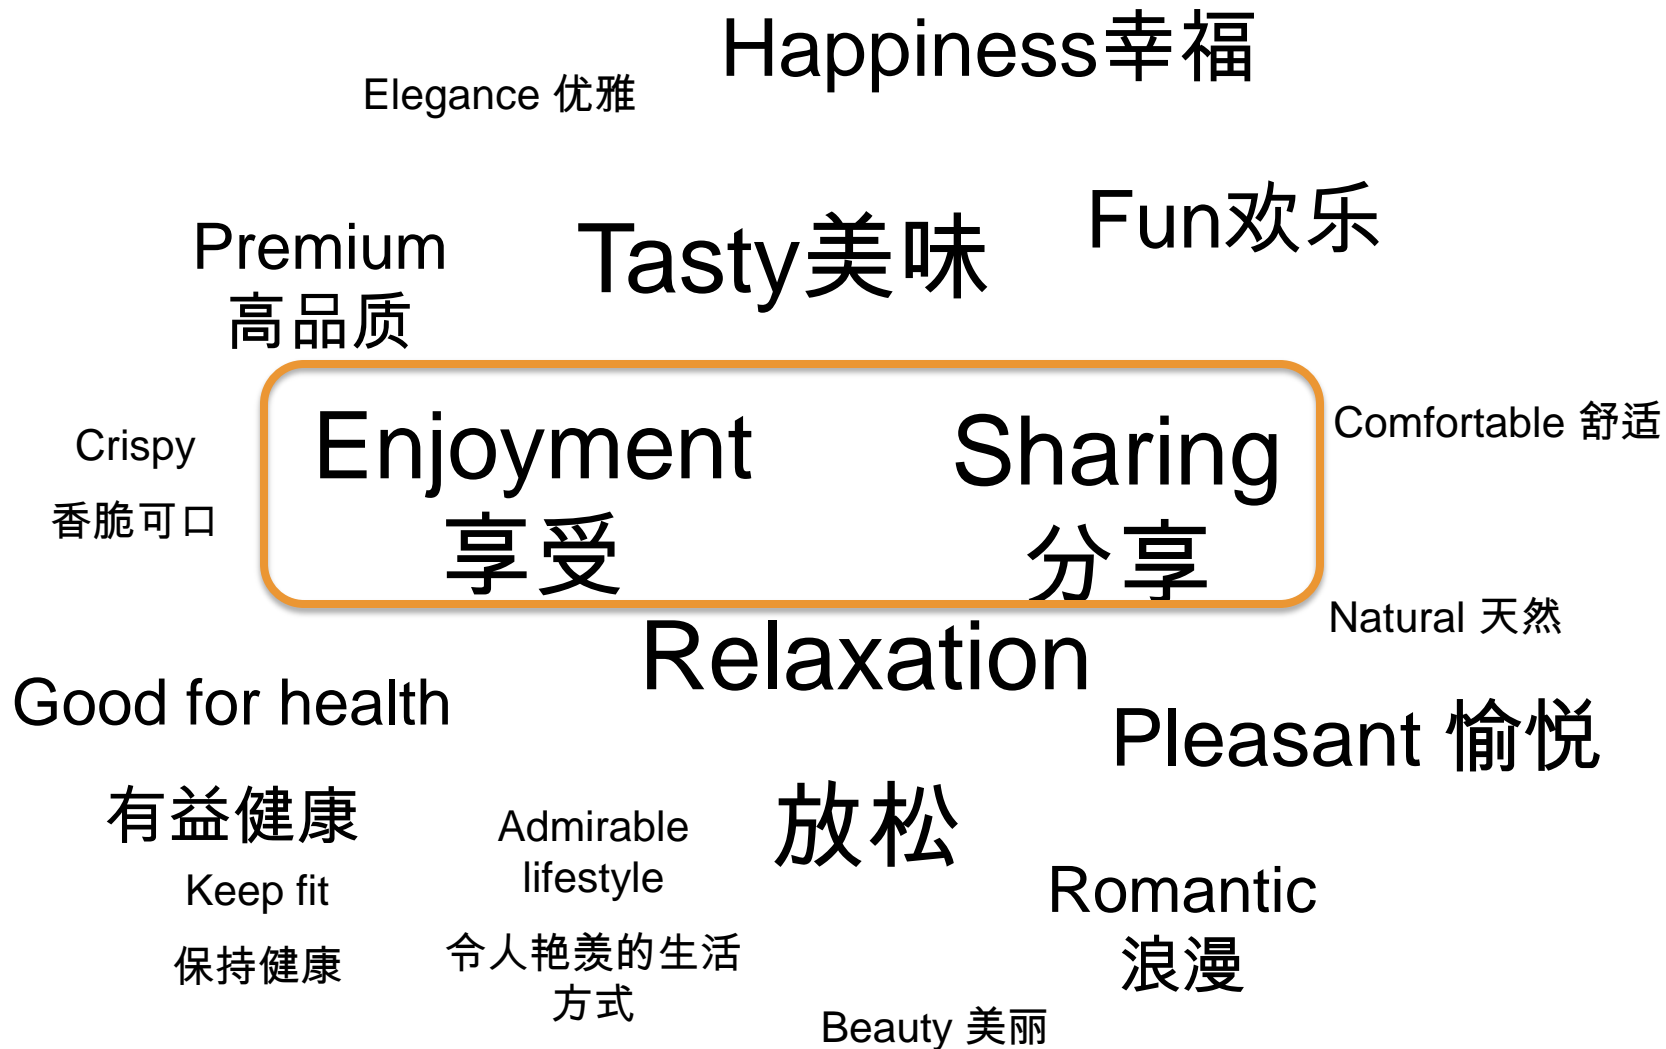 Happiness幸福
Elegance 优雅
Fun欢乐
Tasty美味
Premium
高品质
Enjoyment
享受
Sharing
分享
Comfortable 舒适
Crispy
香脆可口
Natural 天然
Relaxation
放松
Good for health
有益健康
Pleasant 愉悦
Keep fit
保持健康
Admirable
lifestyle
令人艳羡的生活
方式
Romantic
浪漫
Beauty 美丽